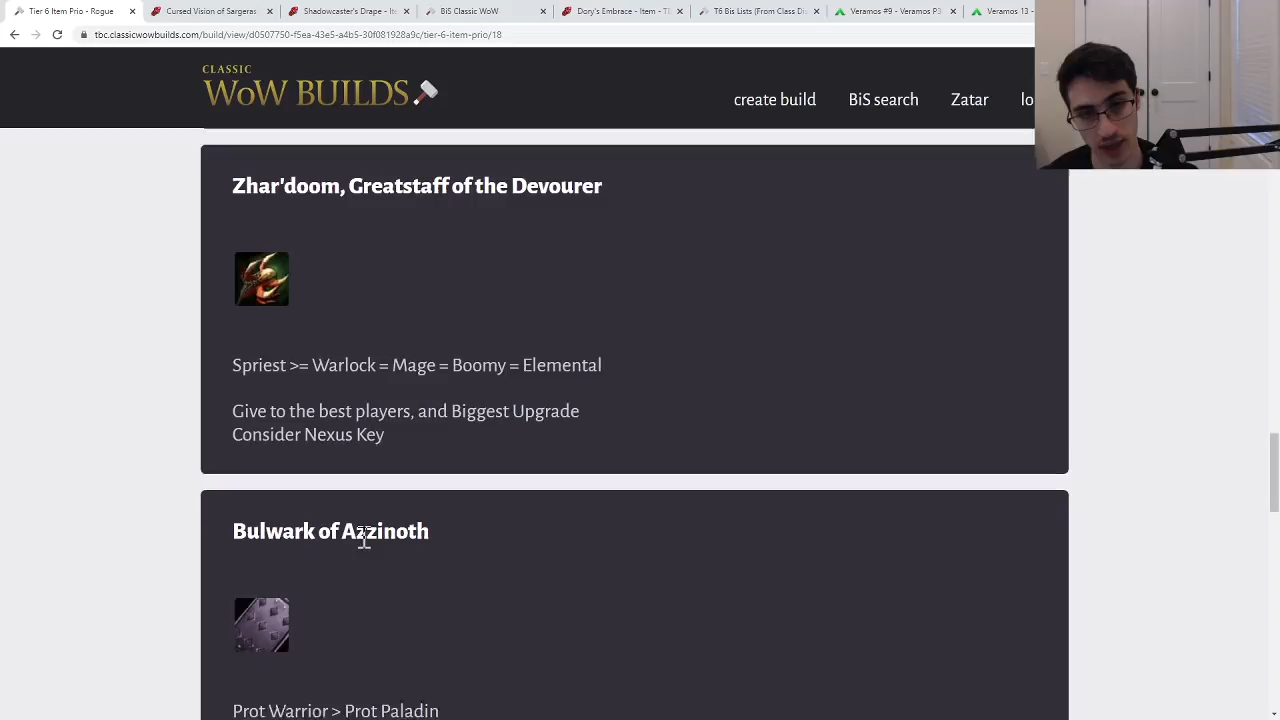 Tier 6 Item Prio - Rogue
Cursed Vision of Sargeras
Shadowcaster's Drape - Ite
BiS Classic WoW
Dory's Embrace - Item - TB
T6 Bis Lists (From Class Di
Veramos #9 - Veramos P3
Veramos 13 -
tbc.classicwowbuilds.com/build/view/d0507750-f5ea-43e5-a4b5-30f081928a9c/tier-6-item-prio/18
CLASSIC
WoW BUILDS
create build
BiS search
Zatar
lo
Zhar'doom, Greatstaff of the Devourer
Spriest >= Warlock = Mage = Boomy = Elemental
Give to the best players, and Biggest Upgrade
Consider Nexus Key
Bulwark of Azzinoth
Prot Warrior > Prot Paladin